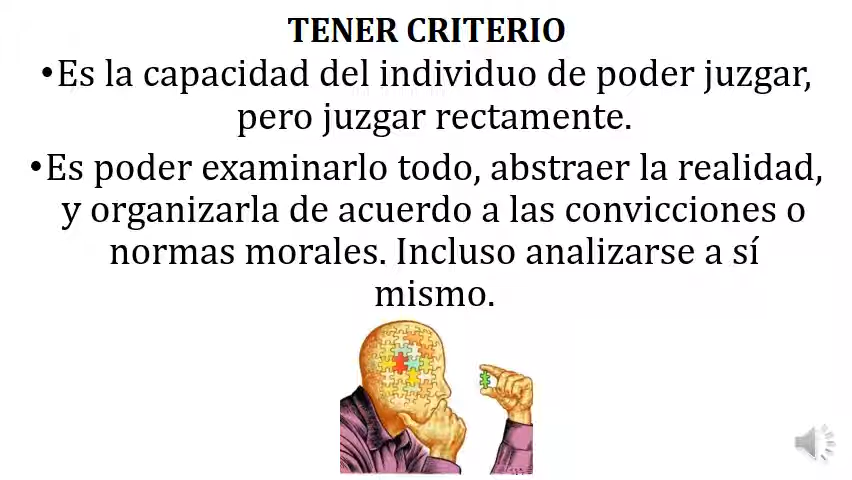 TENER CRITERIO
•Es la capacidad del individuo de poder juzgar,
pero juzgar rectamente.
•Es poder examinarlo todo, abstraer la realidad,
y organizarla de acuerdo a las convicciones o
normas morales. Incluso analizarse a sí
mismo.